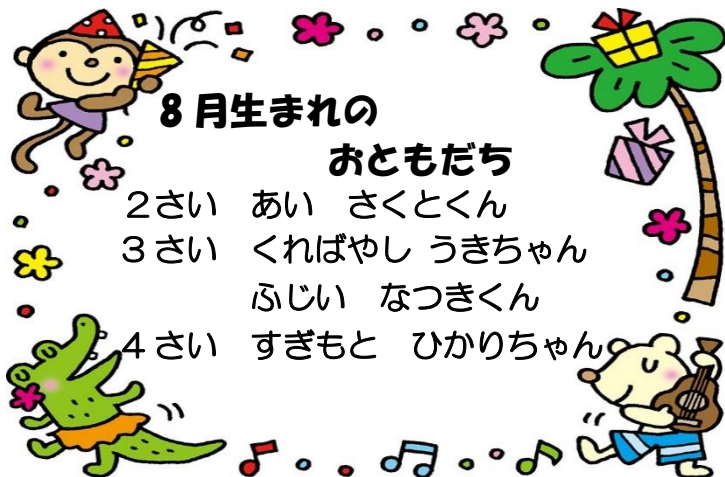 8月生まれの
おともだち
２さい　あい　さくとくん
３さい　くればやし うきちゃん
ふじい　なつきくん
４さい　すぎもと　ひかりちゃん